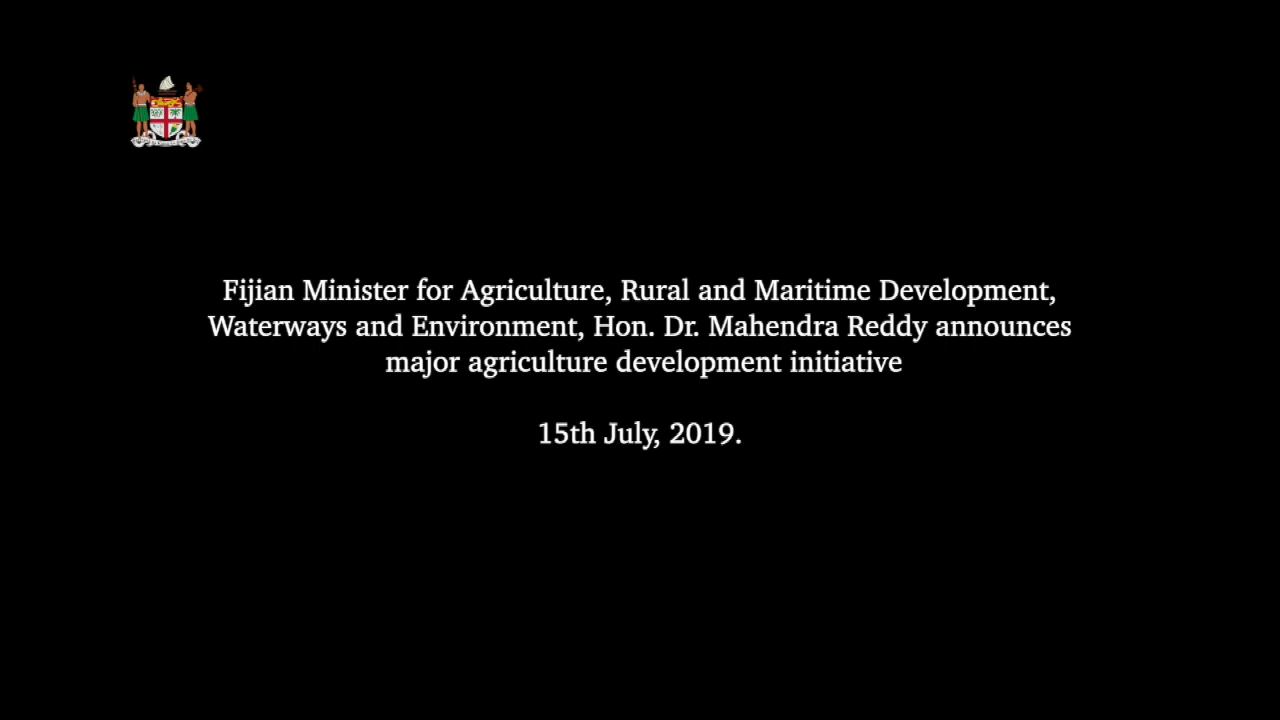 Fijian Minister for Agriculture, Rural and Maritime Development,
Waterways and Environment, Hon. Dr. Mahendra Reddy announces
major agriculture development initiative
15th July, 2019.